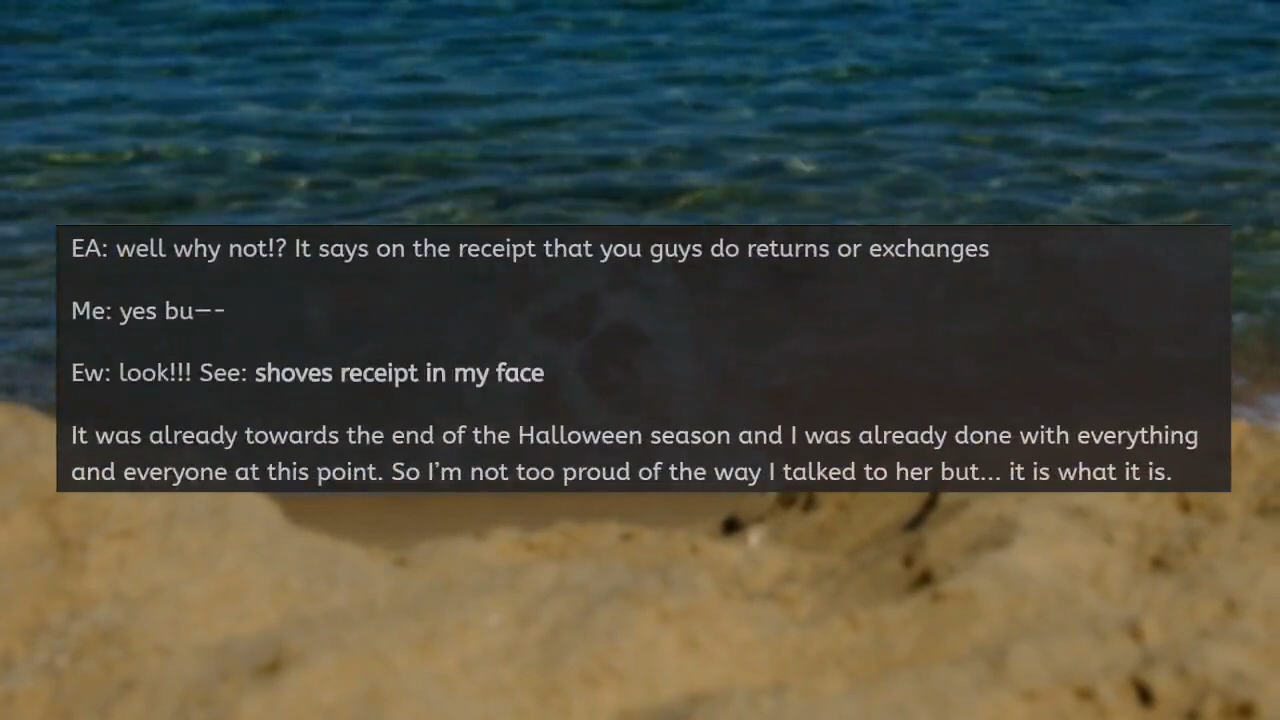 EA: well why not!? It says on the receipt that you guys do returns or exchanges
Me: yes bu—-
Ew: look!!! See: shoves receipt in my face
It was already towards the end of the Halloween season and I was already done with everything
and everyone at this point. So I’m not too proud of the way I talked to her but... it is what it is.